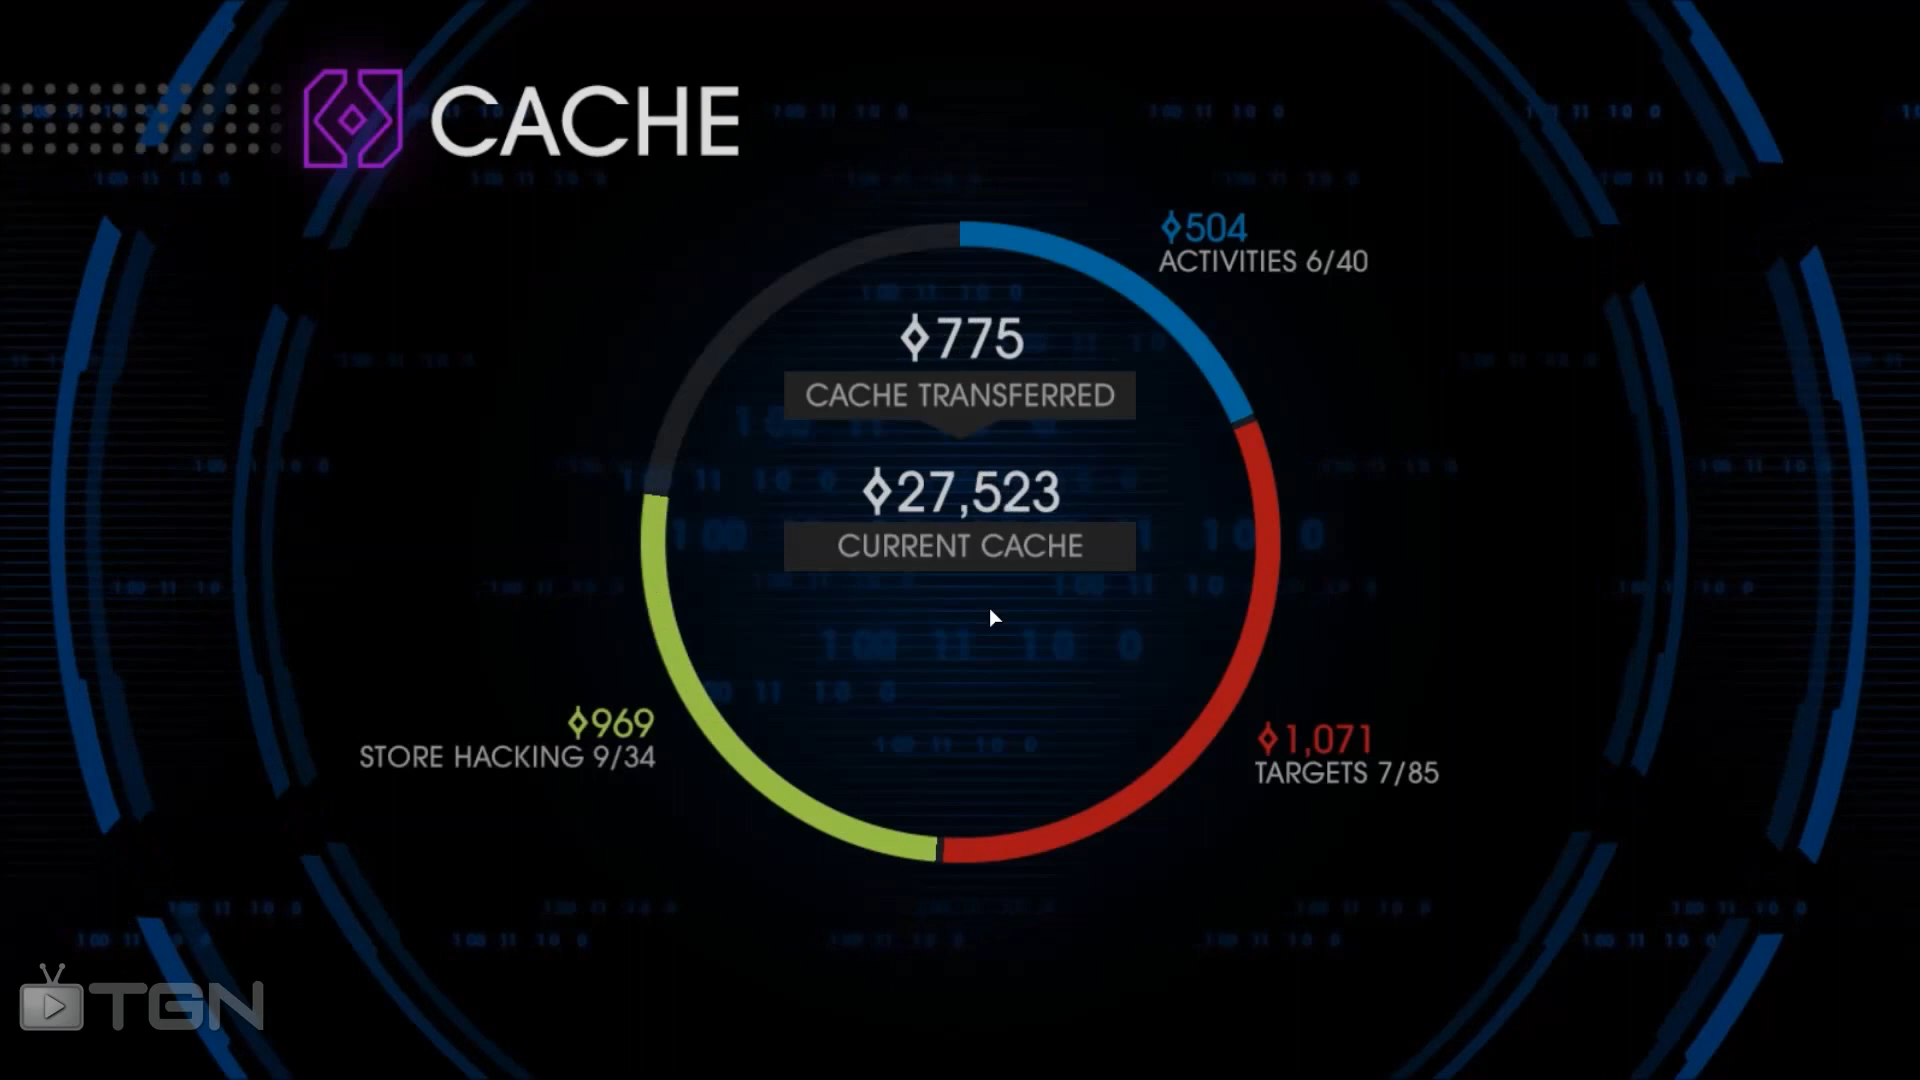 CACHE
504
ACTIVITIES 6/40
775
CACHE TRANSFERRED
27,523
CURRENT CACHE
969
STORE HACKING 9/34
1,071
TARGETS 7/85
TGN